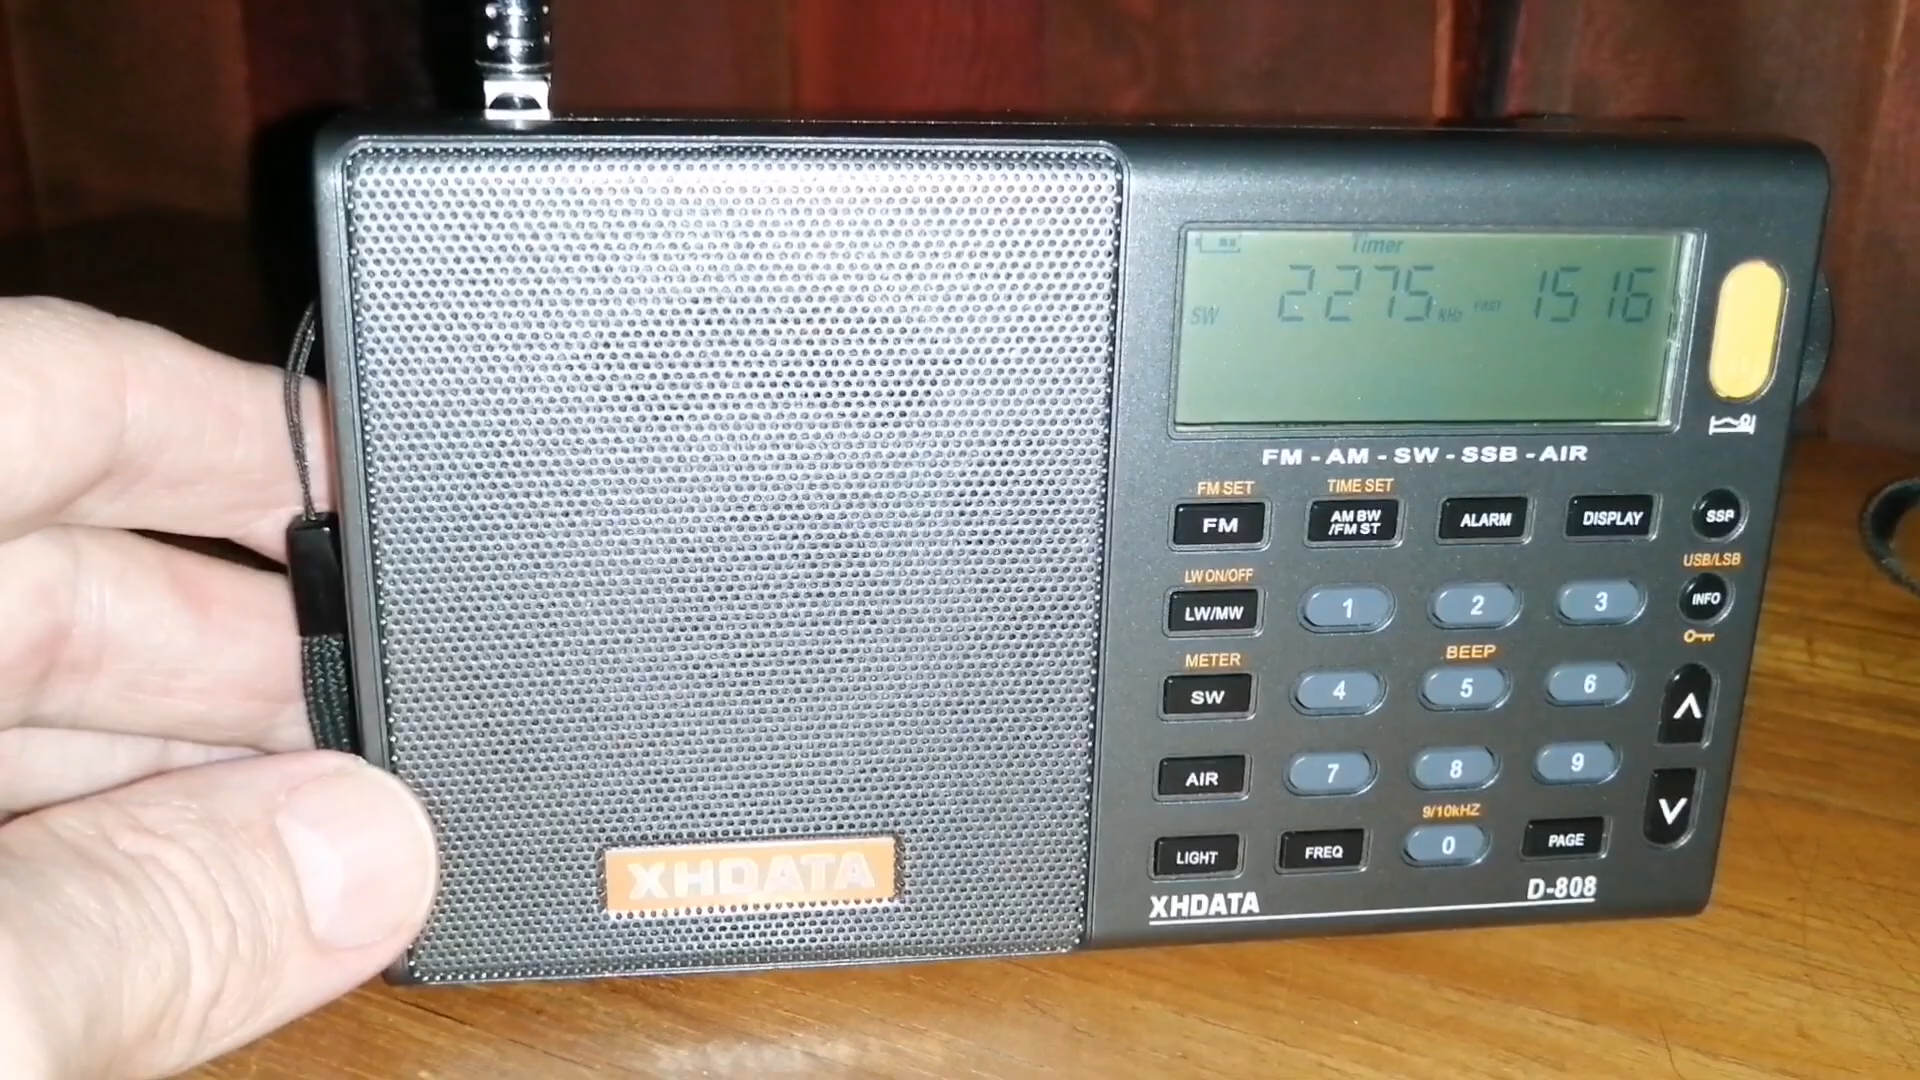 Timer
SW 2275 kHz FAST 1516
FM - AM - SW - SSB - AIR
FM SET TIME SET
FM AM BW ALARM DISPLAY SSB
/FM ST
LW ON/OFF USB/LSB
LW/MW 1 2 3 INFO
METER BEEP
SW 4 5 6
AIR 7 8 9
9/10kHZ
LIGHT FREQ 0 PAGE
XHDATA
XHDATA D-808